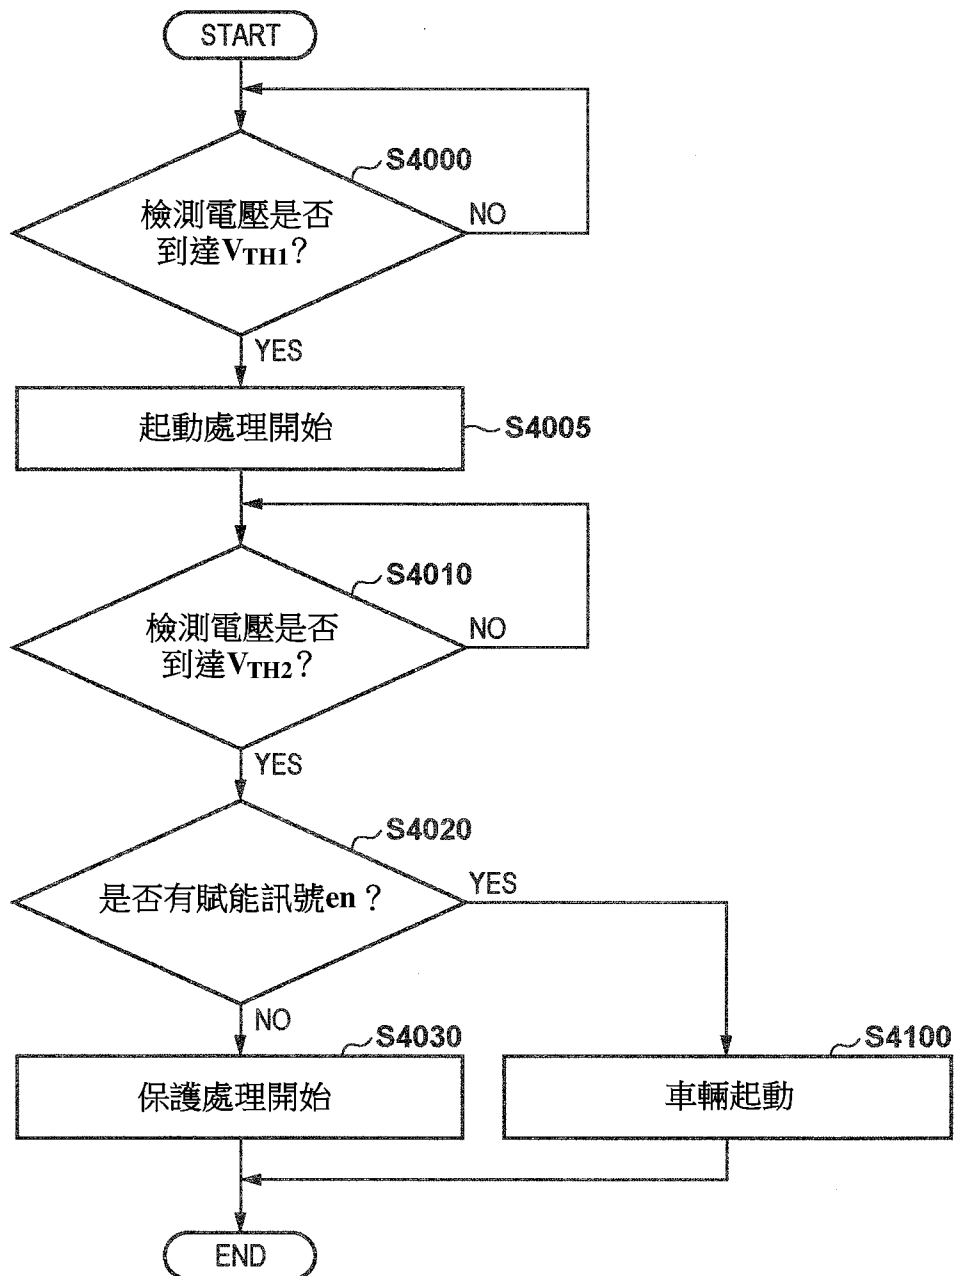 START
S4000
檢測電壓是否
到達VTH1?
NO
YES
起動處理開始
S4005
S4010
檢測電壓是否
到達VTH2?
NO
YES
S4020
是否有賦能訊號en?
YES
NO
S4030
保護處理開始
S4100
車輛起動
END